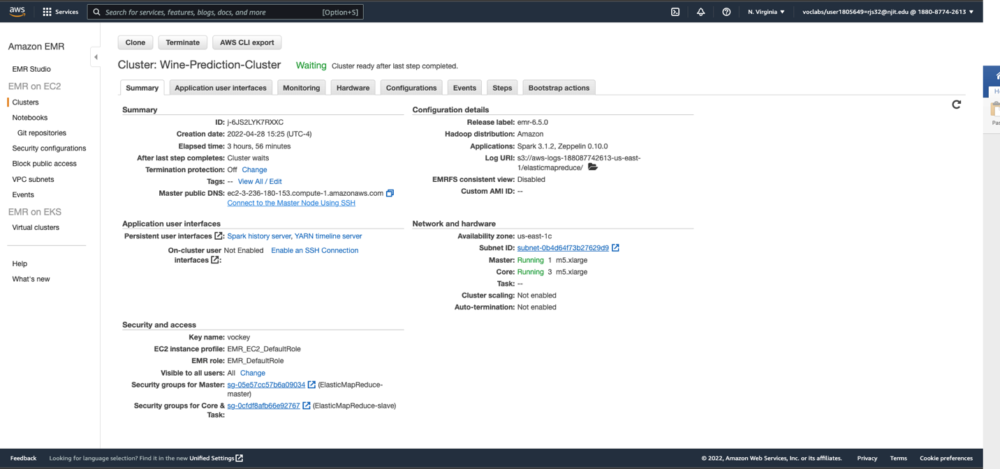 aws
Services
Search for services, features, blogs, docs, and more
[Option+S]
N. Virginia ▼
voclabs/user1805649=rjs32@njit.edu @ 1880-8774-2613 ▼
Amazon EMR
EMR Studio
EMR on EC2
Clusters
Notebooks
Git repositories
Security configurations
Block public access
VPC subnets
Events
EMR on EKS
Virtual clusters
Help
What's new
Clone
Terminate
AWS CLI export
Cluster: Wine-Prediction-Cluster Waiting Cluster ready after last step completed.
Summary
Application user interfaces
Monitoring
Hardware
Configurations
Events
Steps
Bootstrap actions
Summary
ID: j-6JS2LYK7RXXC
Creation date: 2022-04-28 15:25 (UTC-4)
Elapsed time: 3 hours, 56 minutes
After last step completes: Cluster waits
Termination protection: Off Change
Tags: -- View All / Edit
Master public DNS: ec2-3-236-180-153.compute-1.amazonaws.com
Connect to the Master Node Using SSH
Configuration details
Release label: emr-6.5.0
Hadoop distribution: Amazon
Applications: Spark 3.1.2, Zeppelin 0.10.0
Log URI: s3://aws-logs-188087742613-us-east-
1/elasticmapreduce/
EMRFS consistent view: Disabled
Custom AMI ID: --
Application user interfaces
Persistent user interfaces : Spark history server, YARN timeline server
On-cluster user Not Enabled Enable an SSH Connection
interfaces :
Network and hardware
Availability zone: us-east-1c
Subnet ID: subnet-0b4d64f73b27629d9
Master: Running 1 m5.xlarge
Core: Running 3 m5.xlarge
Task: --
Cluster scaling: Not enabled
Auto-termination: Not enabled
Security and access
Key name: vockey
EC2 instance profile: EMR_EC2_DefaultRole
EMR role: EMR_DefaultRole
Visible to all users: All Change
Security groups for Master: sg-05e57cc57b6a09034 (ElasticMapReduce-
master)
Security groups for Core & sg-0cfdf8afb66e92767 (ElasticMapReduce-slave)
Task:
Feedback
Looking for language selection? Find it in the new Unified Settings
© 2022, Amazon Web Services, Inc. or its affiliates.
Privacy
Terms
Cookie preferences